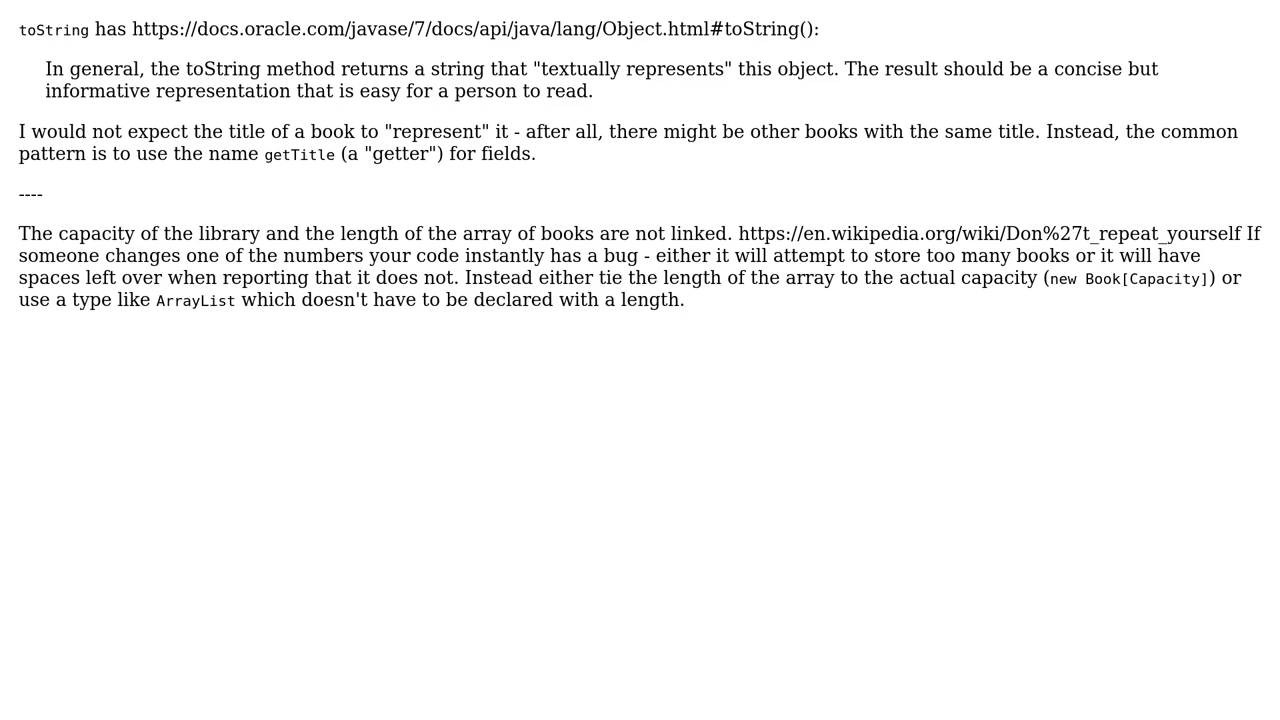 toString has https://docs.oracle.com/javase/7/docs/api/java/lang/Object.html#toString():
In general, the toString method returns a string that "textually represents" this object. The result should be a concise but
informative representation that is easy for a person to read.
I would not expect the title of a book to "represent" it - after all, there might be other books with the same title. Instead, the common
pattern is to use the name getTitle (a "getter") for fields.
----
The capacity of the library and the length of the array of books are not linked. https://en.wikipedia.org/wiki/Don%27t_repeat_yourself If
someone changes one of the numbers your code instantly has a bug - either it will attempt to store too many books or it will have
spaces left over when reporting that it does not. Instead either tie the length of the array to the actual capacity (new Book[Capacity]) or
use a type like ArrayList which doesn't have to be declared with a length.